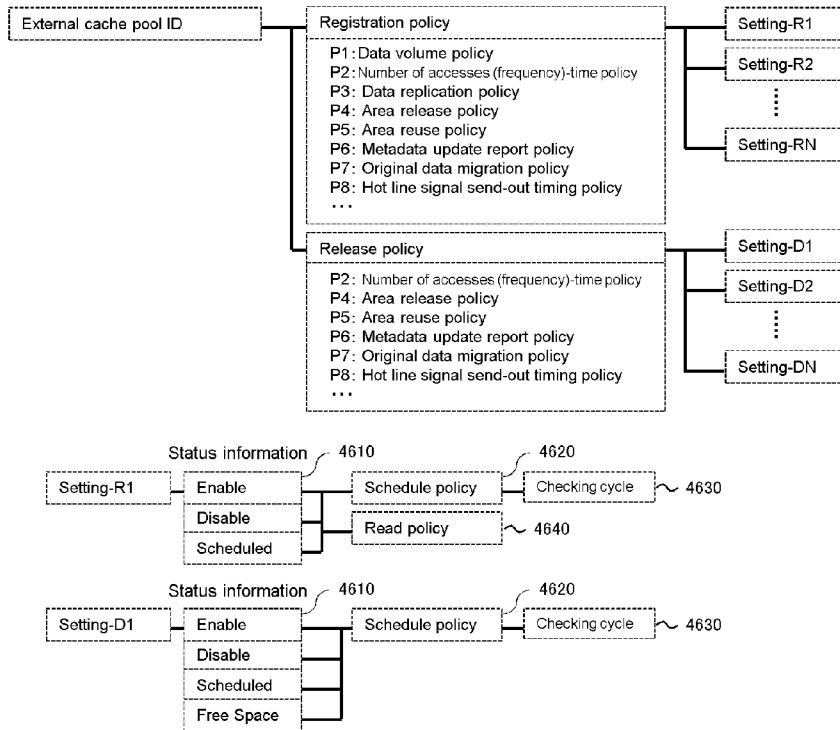 External cache pool ID
Registration policy
P1: Data volume policy
P2: Number of accesses (frequency)-time policy
P3: Data replication policy
P4: Area release policy
P5: Area reuse policy
P6: Metadata update report policy
P7: Original data migration policy
P8: Hot line signal send-out timing policy
...
Setting-R1
Setting-R2
Setting-RN
Release policy
P2: Number of accesses (frequency)-time policy
P4: Area release policy
P5: Area reuse policy
P6: Metadata update report policy
P7: Original data migration policy
P8: Hot line signal send-out timing policy
...
Setting-D1
Setting-D2
Setting-DN
Status information
4610
4620
Setting-R1
Enable
Schedule policy
Checking cycle
4630
Disable
Read policy
4640
Scheduled
Status information
4610
4620
Setting-D1
Enable
Schedule policy
Checking cycle
4630
Disable
Scheduled
Free Space